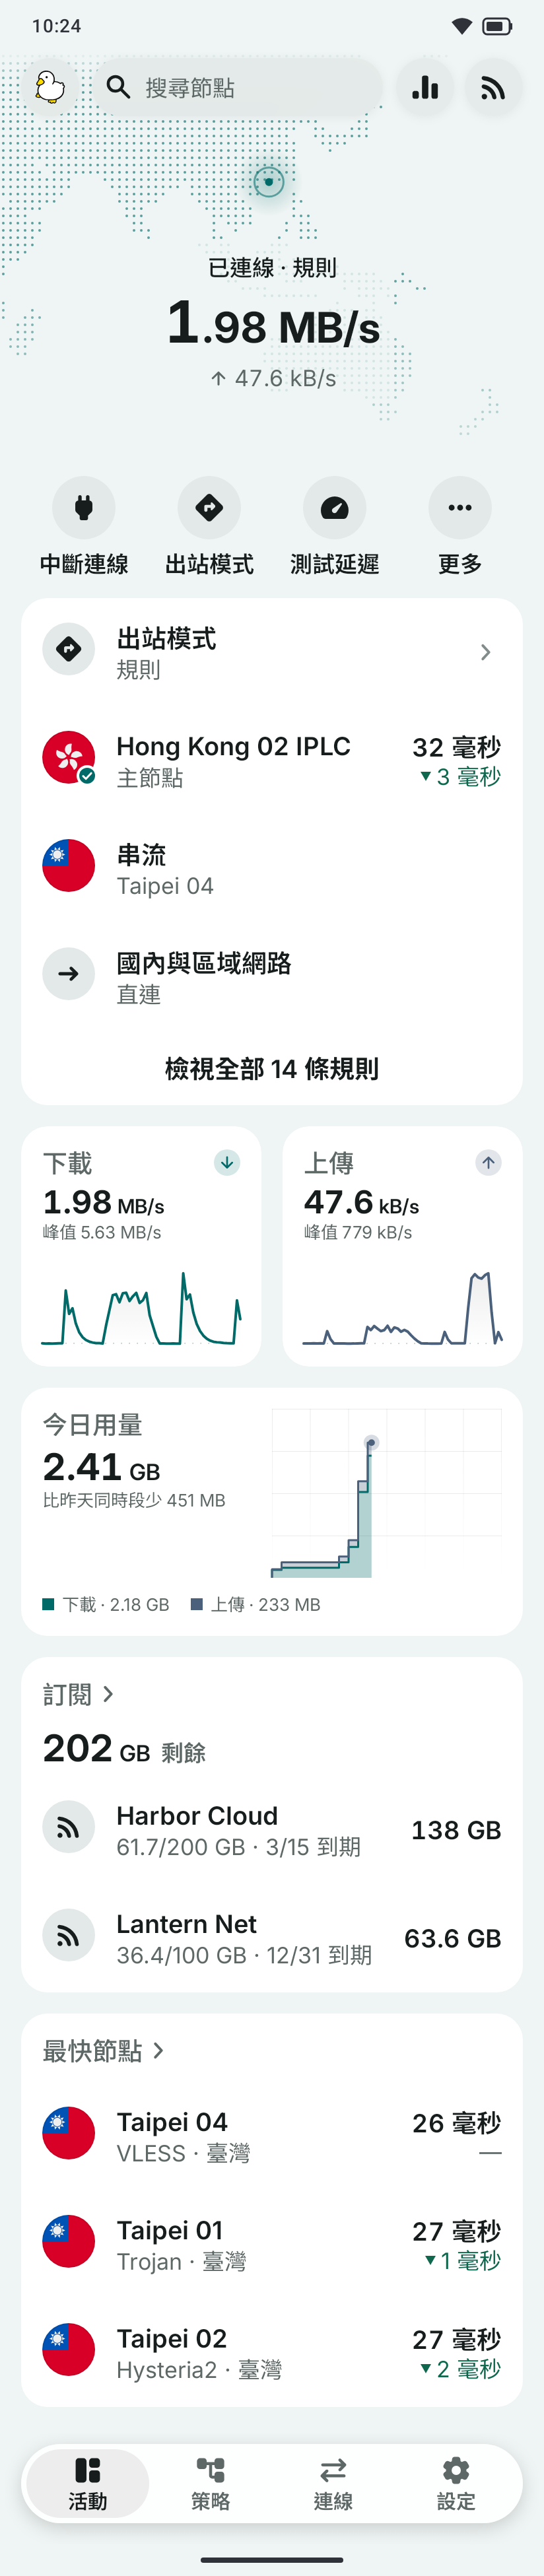 10:24
搜尋節點
已連線 · 規則
1.98 MB/s
↑ 47.6 kB/s
中斷連線
出站模式
測試延遲
更多
出站模式
規則
Hong Kong 02 IPLC
32 毫秒
主節點
▼3 毫秒
串流
Taipei 04
國內與區域網路
直連
檢視全部 14 條規則
下載
1.98 MB/s
峰值 5.63 MB/s
上傳
47.6 kB/s
峰值 779 kB/s
今日用量
2.41 GB
比昨天同時段少 451 MB
下載 · 2.18 GB
上傳 · 233 MB
訂閱
202 GB 剩餘
Harbor Cloud
61.7/200 GB · 3/15 到期
138 GB
Lantern Net
36.4/100 GB · 12/31 到期
63.6 GB
最快節點
Taipei 04
26 毫秒
VLESS · 臺灣
—
Taipei 01
27 毫秒
Trojan · 臺灣
▼1 毫秒
Taipei 02
27 毫秒
Hysteria2 · 臺灣
▼2 毫秒
活動
策略
連線
設定